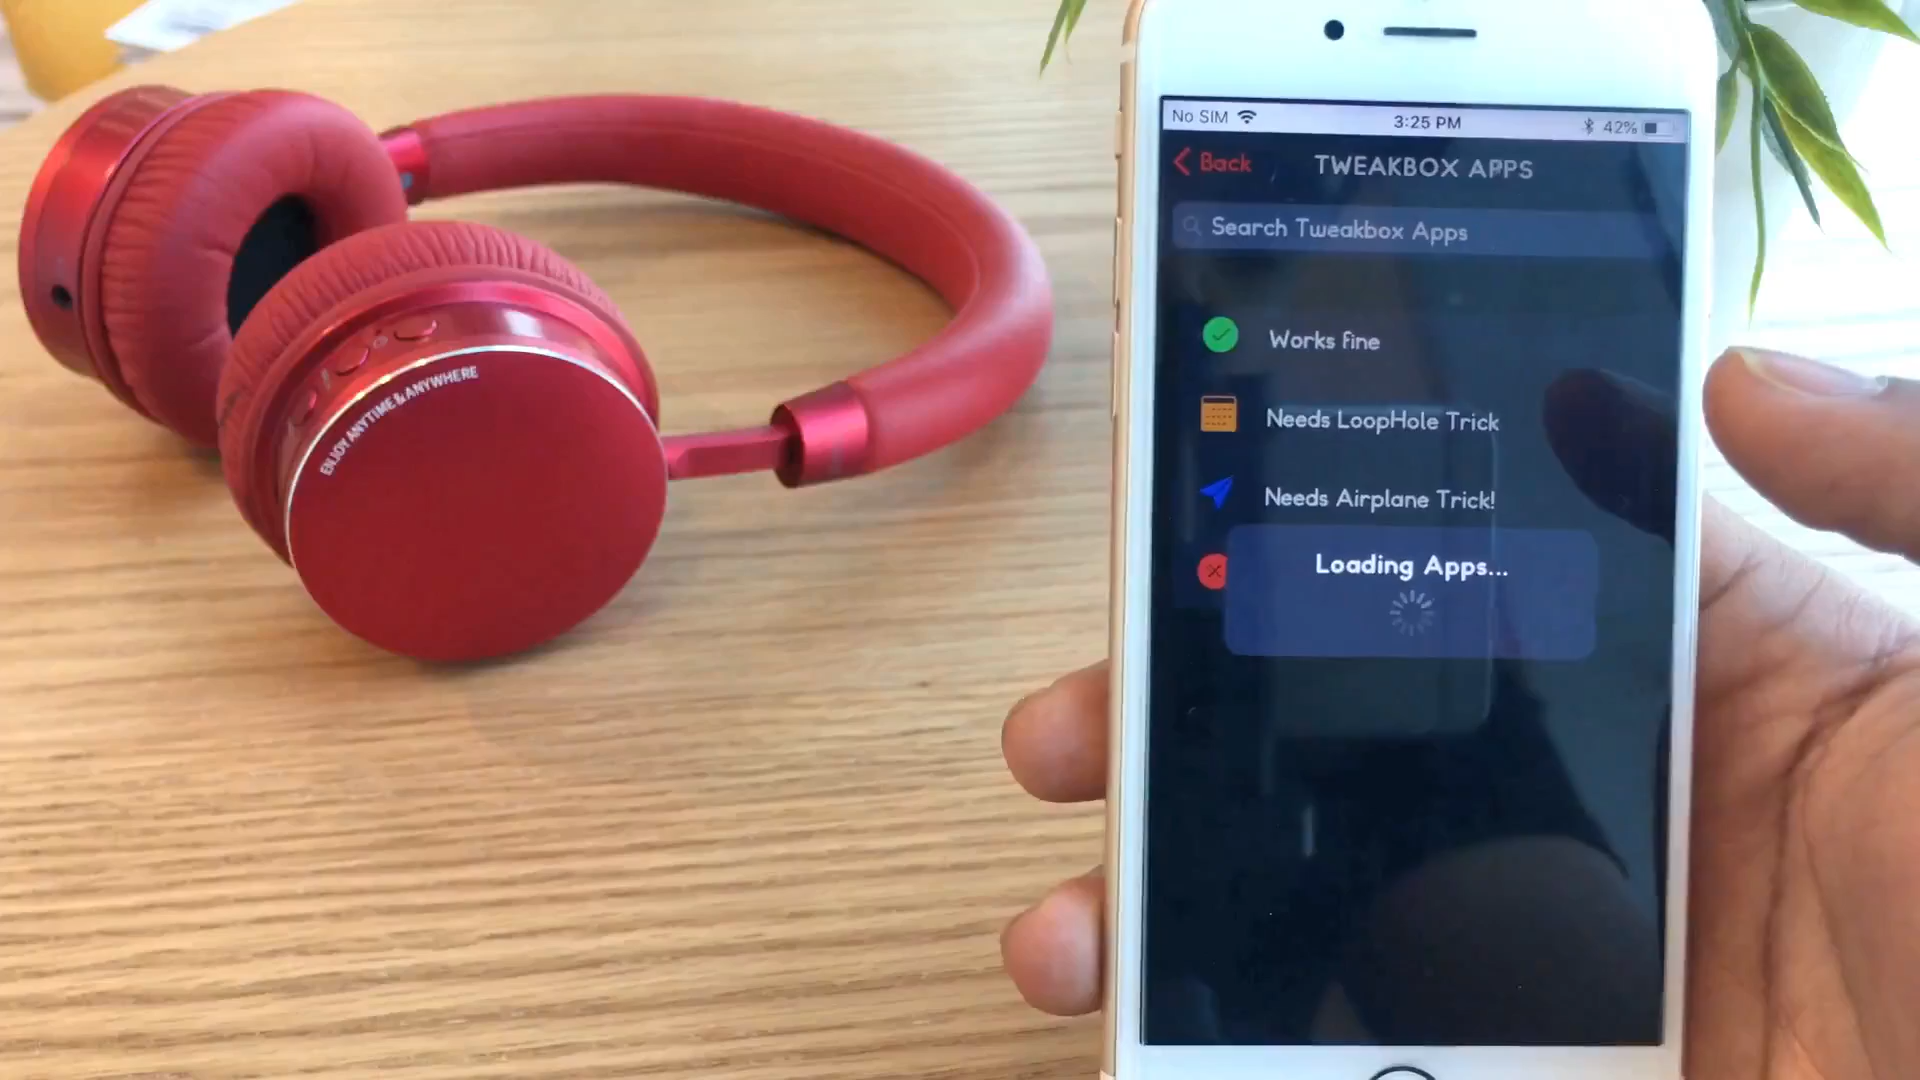 ENJOY ANYTIME & ANYWHERE
No SIM
3:25 PM
42%
Back
TWEAKBOX APPS
Search Tweakbox Apps
Works fine
Needs LoopHole Trick
Needs Airplane Trick!
Loading Apps...